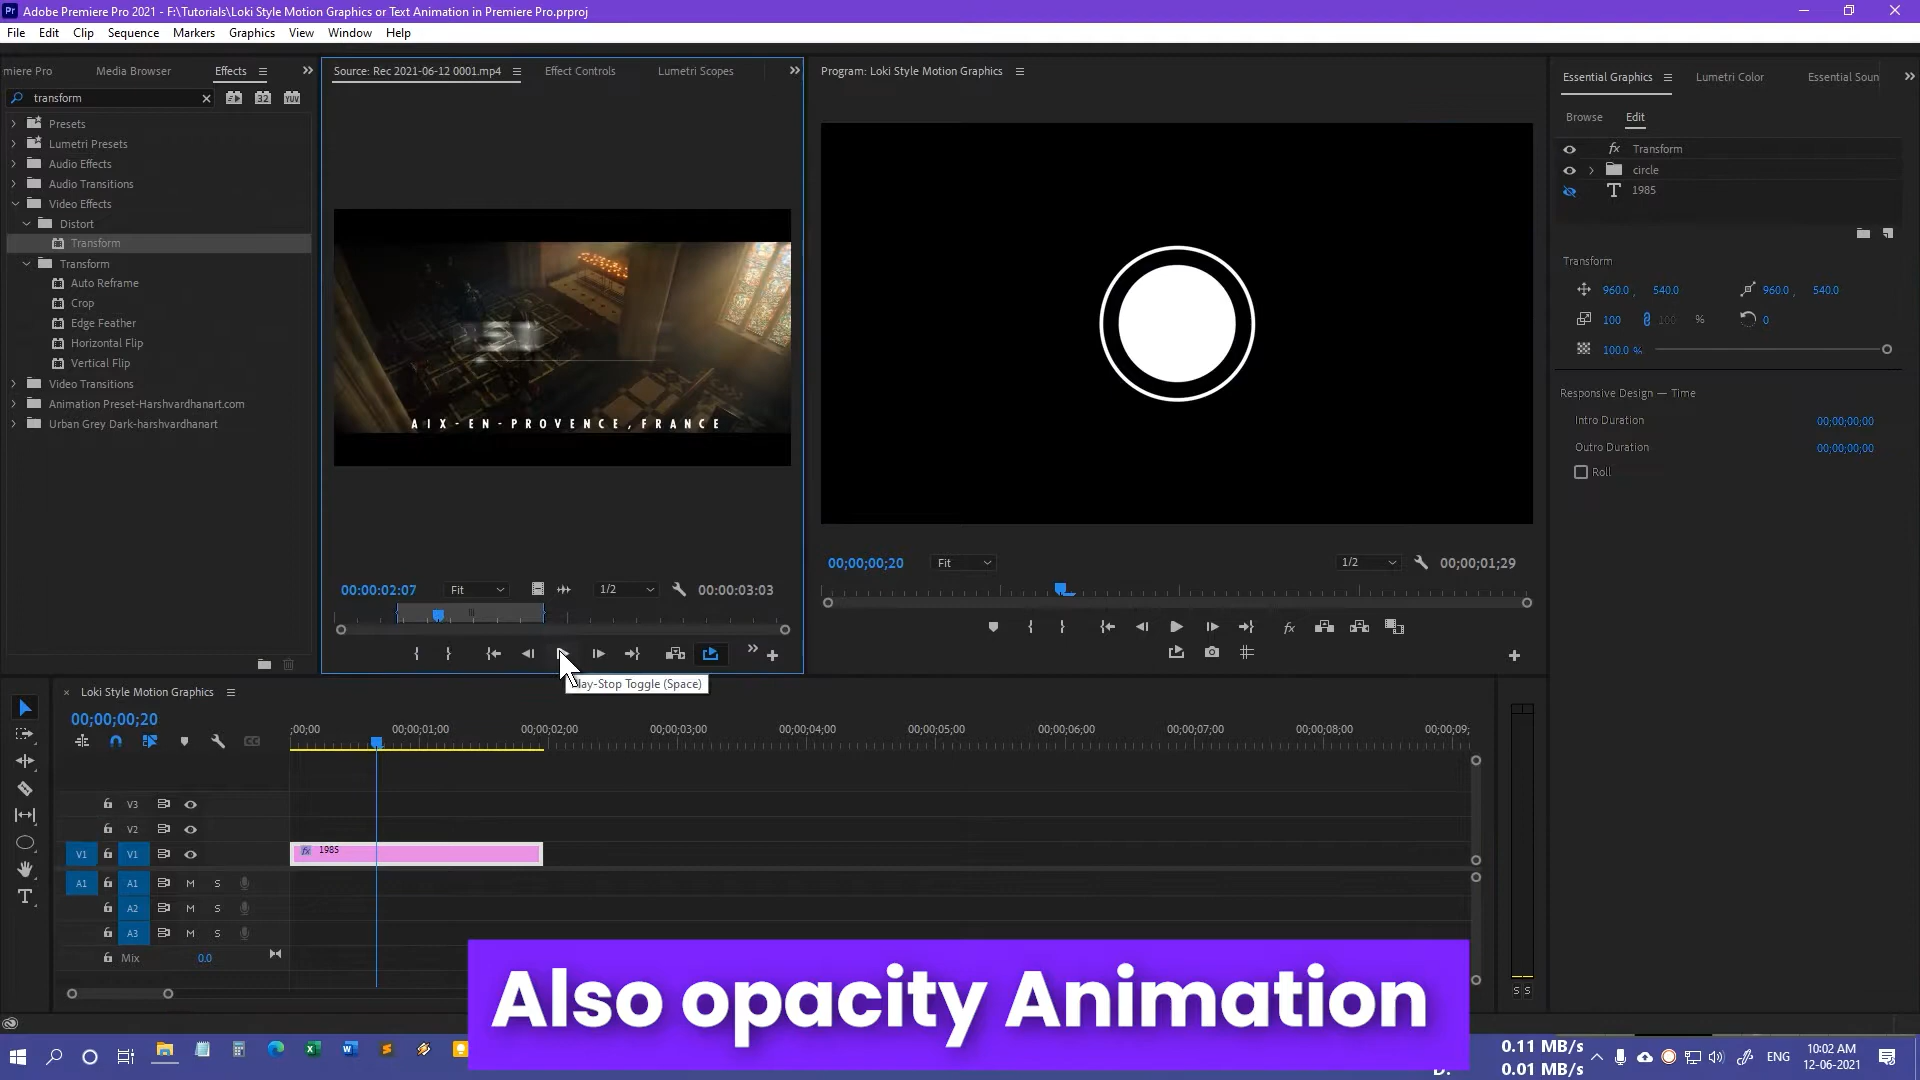 Adobe Premiere Pro 2021 - F:\Tutorials\Loki Style Motion Graphics or Text Animation in Premiere Pro.prproj
File Edit Clip Sequence Markers Graphics View Window Help
miere Pro Media Browser Effects
transform
Presets
Lumetri Presets
Audio Effects
Audio Transitions
Video Effects
Distort
Transform
Transform
Auto Reframe
Crop
Edge Feather
Horizontal Flip
Vertical Flip
Video Transitions
Animation Preset-Harshvardhanart.com
Urban Grey Dark-harshvardhanart
Source: Rec 2021-06-12 0001.mp4 Effect Controls Lumetri Scopes
AIX-EN-PROVENCE, FRANCE
00:00:02:07 Fit 1/2 00:00:03:03
Play-Stop Toggle (Space)
Program: Loki Style Motion Graphics
00;00;00;20 Fit 1/2 00;00;01;29
Essential Graphics Lumetri Color Essential Soun
Browse Edit
Transform
circle
1985
Transform
960.0 , 540.0 960.0 , 540.0
100 100 % 0
100.0 %
Responsive Design — Time
Intro Duration 00;00;00;00
Outro Duration 00;00;00;00
Roll
Loki Style Motion Graphics
00;00;00;20
;00;00 00;00;01;00 00;00;02;00 00;00;03;00 00;00;04;00 00;00;05;00 00;00;06;00 00;00;07;00 00;00;08;00 00;00;09;
V3
V2
V1 V1 1985
A1 A1 M S
A2 M S
A3 M S
Mix 0.0
S S
Also opacity Animation
0.11 MB/s
0.01 MB/s
D:
ENG
10:02 AM
12-06-2021